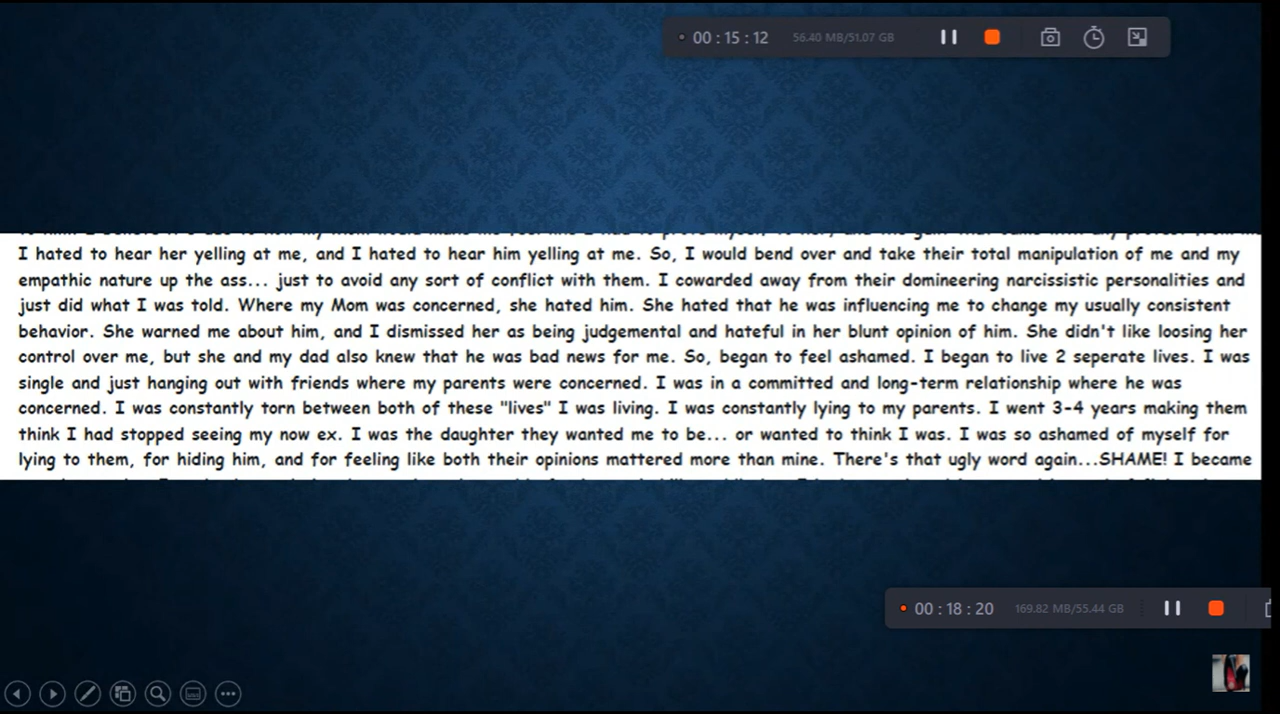 00 : 15 : 12 56.40 MB/51.07 GB
I hated to hear her yelling at me, and I hated to hear him yelling at me. So, I would bend over and take their total manipulation of me and my
empathic nature up the ass... just to avoid any sort of conflict with them. I cowarded away from their domineering narcissistic personalities and
just did what I was told. Where my Mom was concerned, she hated him. She hated that he was influencing me to change my usually consistent
behavior. She warned me about him, and I dismissed her as being judgemental and hateful in her blunt opinion of him. She didn't like loosing her
control over me, but she and my dad also knew that he was bad news for me. So, began to feel ashamed. I began to live 2 seperate lives. I was
single and just hanging out with friends where my parents were concerned. I was in a committed and long-term relationship where he was
concerned. I was constantly torn between both of these "lives" I was living. I was constantly lying to my parents. I went 3-4 years making them
think I had stopped seeing my now ex. I was the daughter they wanted me to be... or wanted to think I was. I was so ashamed of myself for
lying to them, for hiding him, and for feeling like both their opinions mattered more than mine. There's that ugly word again...SHAME! I became
00 : 18 : 20 169.82 MB/55.44 GB